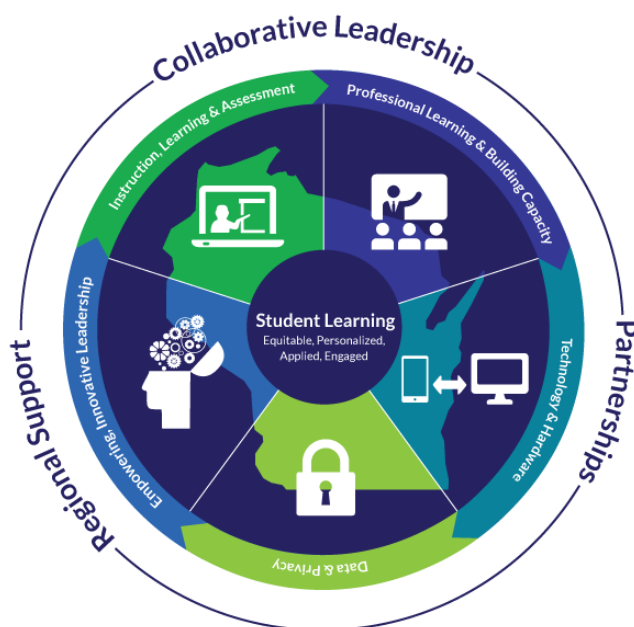 Collaborative Leadership
Instruction, Learning & Assessment
Professional Learning & Building Capacity
Student Learning
Equitable, Personalized,
Applied, Engaged
Empowering, Innovative Leadership
Technology & Hardware
Data & Privacy
Regional Support
Partnerships